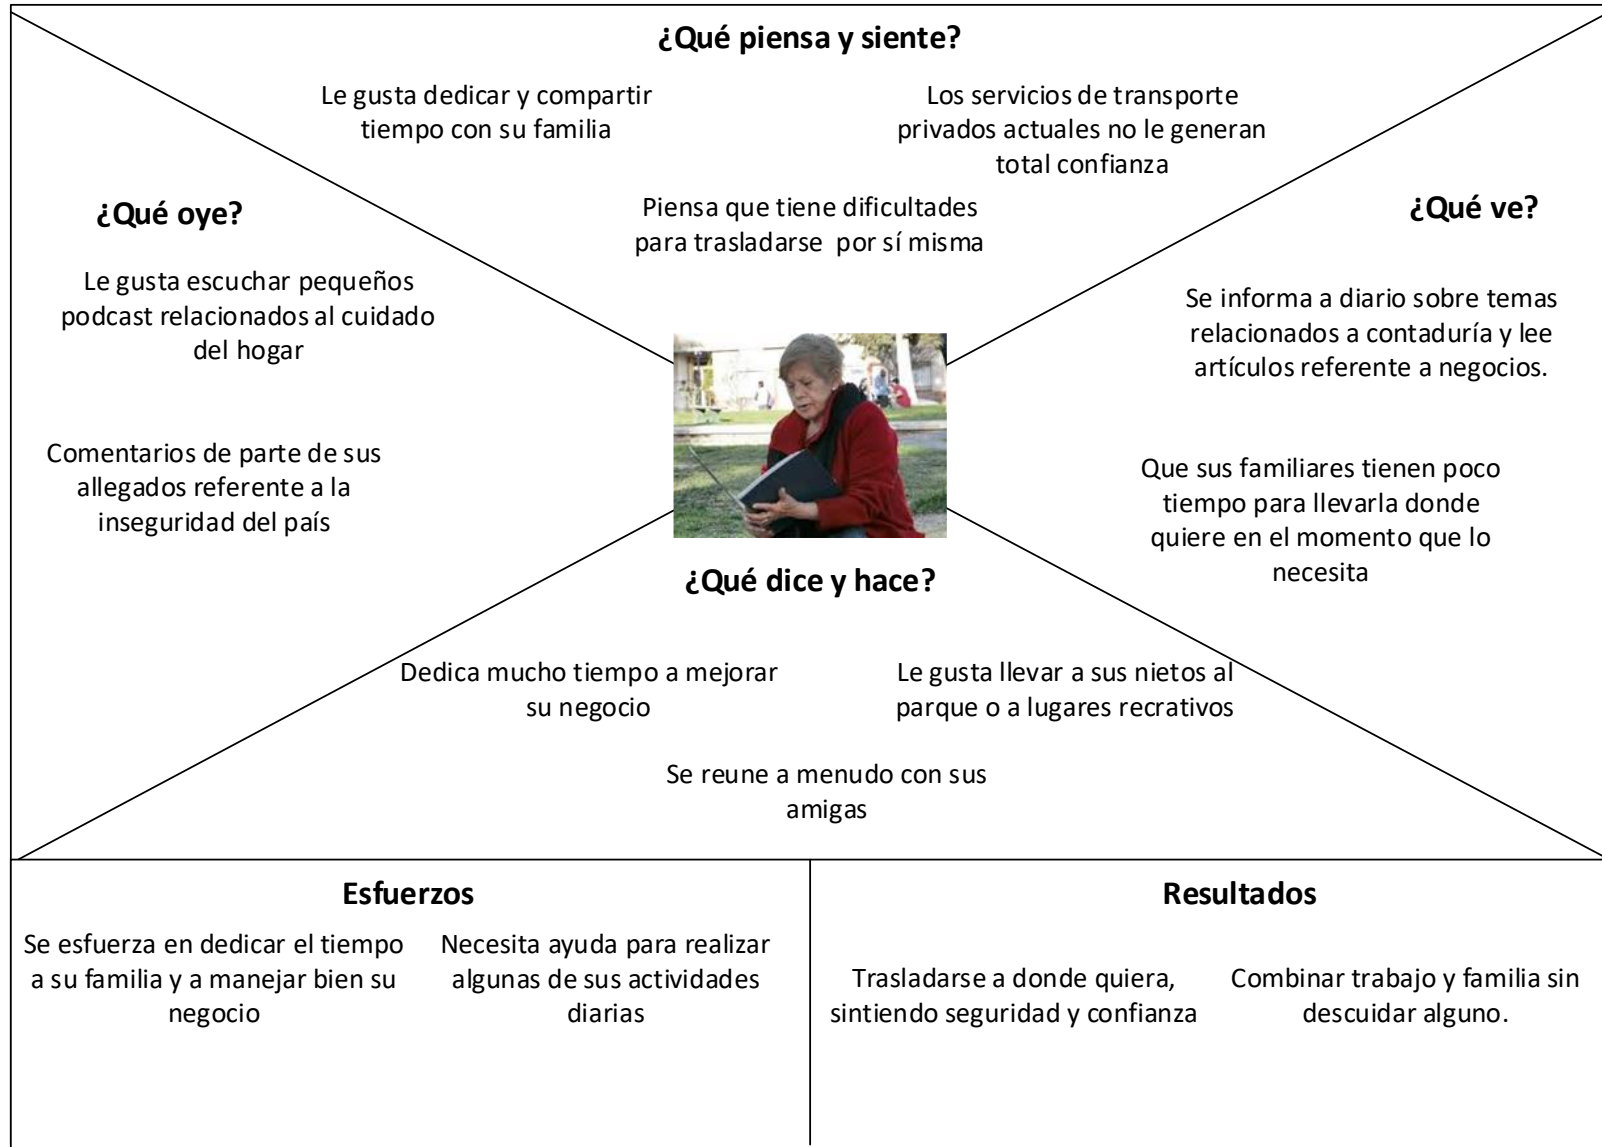 ¿Qué piensa y siente?
Le gusta dedicar y compartir
tiempo con su familia
Los servicios de transporte
privados actuales no le generan
total confianza
Piensa que tiene dificultades
para trasladarse por sí misma
¿Qué oye?
Le gusta escuchar pequeños
podcast relacionados al cuidado
del hogar
Comentarios de parte de sus
allegados referente a la
inseguridad del país
¿Qué ve?
Se informa a diario sobre temas
relacionados a contaduría y lee
artículos referente a negocios.
Que sus familiares tienen poco
tiempo para llevarla donde
quiere en el momento que lo
necesita
¿Qué dice y hace?
Dedica mucho tiempo a mejorar
su negocio
Le gusta llevar a sus nietos al
parque o a lugares recrativos
Se reune a menudo con sus
amigas
Esfuerzos
Se esfuerza en dedicar el tiempo
a su familia y a manejar bien su
negocio
Necesita ayuda para realizar
algunas de sus actividades
diarias
Resultados
Trasladarse a donde quiera,
sintiendo seguridad y confianza
Combinar trabajo y familia sin
descuidar alguno.